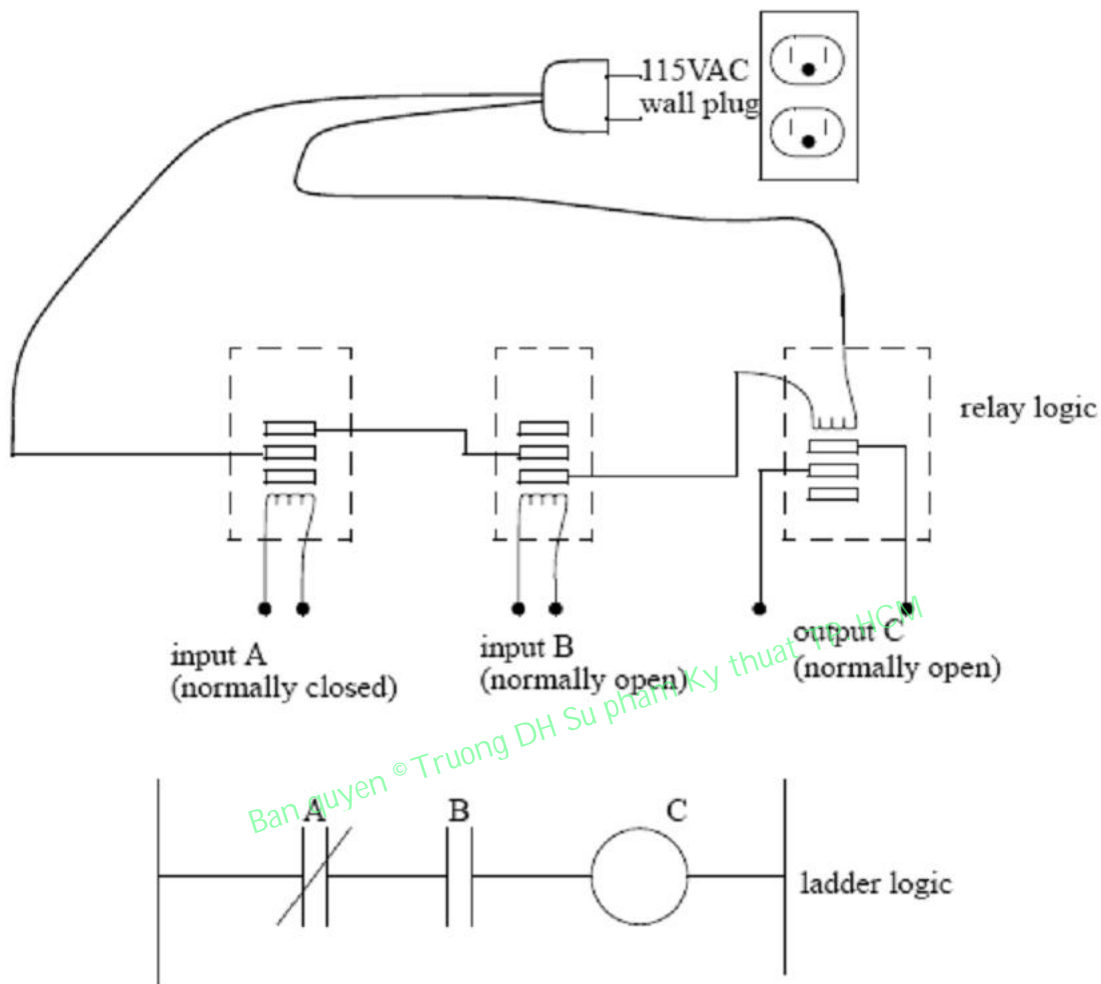 115VAC
wall plug
relay logic
input A
(normally closed)
input B
(normally open)
output C
(normally open)
Ban quyen © Truong DH Su pham Ky thuat TP. HCM
A
B
C
ladder logic